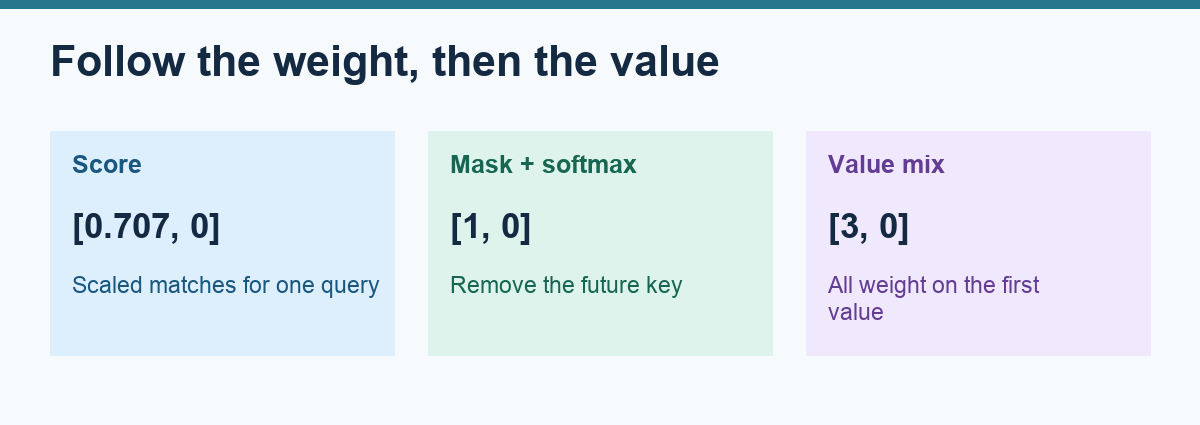 Follow the weight, then the value
Score
[0.707, 0]
Scaled matches for one query
Mask + softmax
[1, 0]
Remove the future key
Value mix
[3, 0]
All weight on the first
value